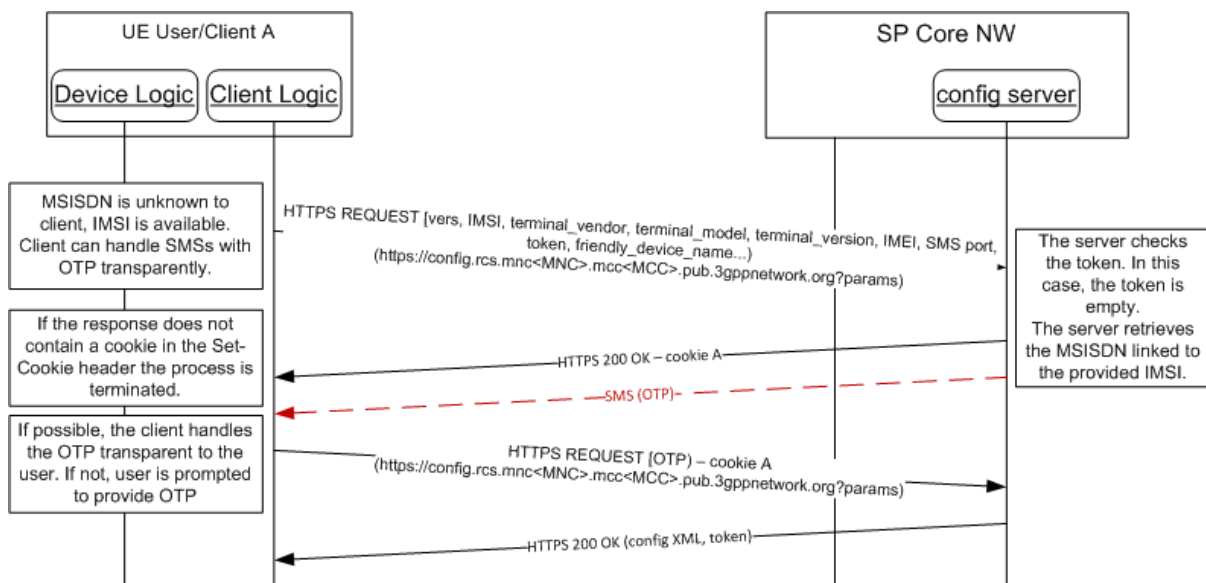 UE User/Client A
SP Core NW
Device Logic
Client Logic
config server
MSISDN is unknown to
client, IMSI is available.
Client can handle SMSs with
OTP transparently.
HTTPS REQUEST [vers, IMSI, terminal_vendor, terminal_model, terminal_version, IMEI, SMS port,
token, friendly_device_name...)
(https://config.rcs.mnc<MNC>.mcc<MCC>.pub.3gppnetwork.org?params)
The server checks
the token. In this
case, the token is
empty.
The server retrieves
the MSISDN linked to
the provided IMSI.
If the response does not
contain a cookie in the Set-
Cookie header the process is
terminated.
HTTPS 200 OK – cookie A
SMS (OTP)
If possible, the client handles
the OTP transparent to the
user. If not, user is prompted
to provide OTP
HTTPS REQUEST [OTP) – cookie A
(https://config.rcs.mnc<MNC>.mcc<MCC>.pub.3gppnetwork.org?params)
HTTPS 200 OK (config XML, token)